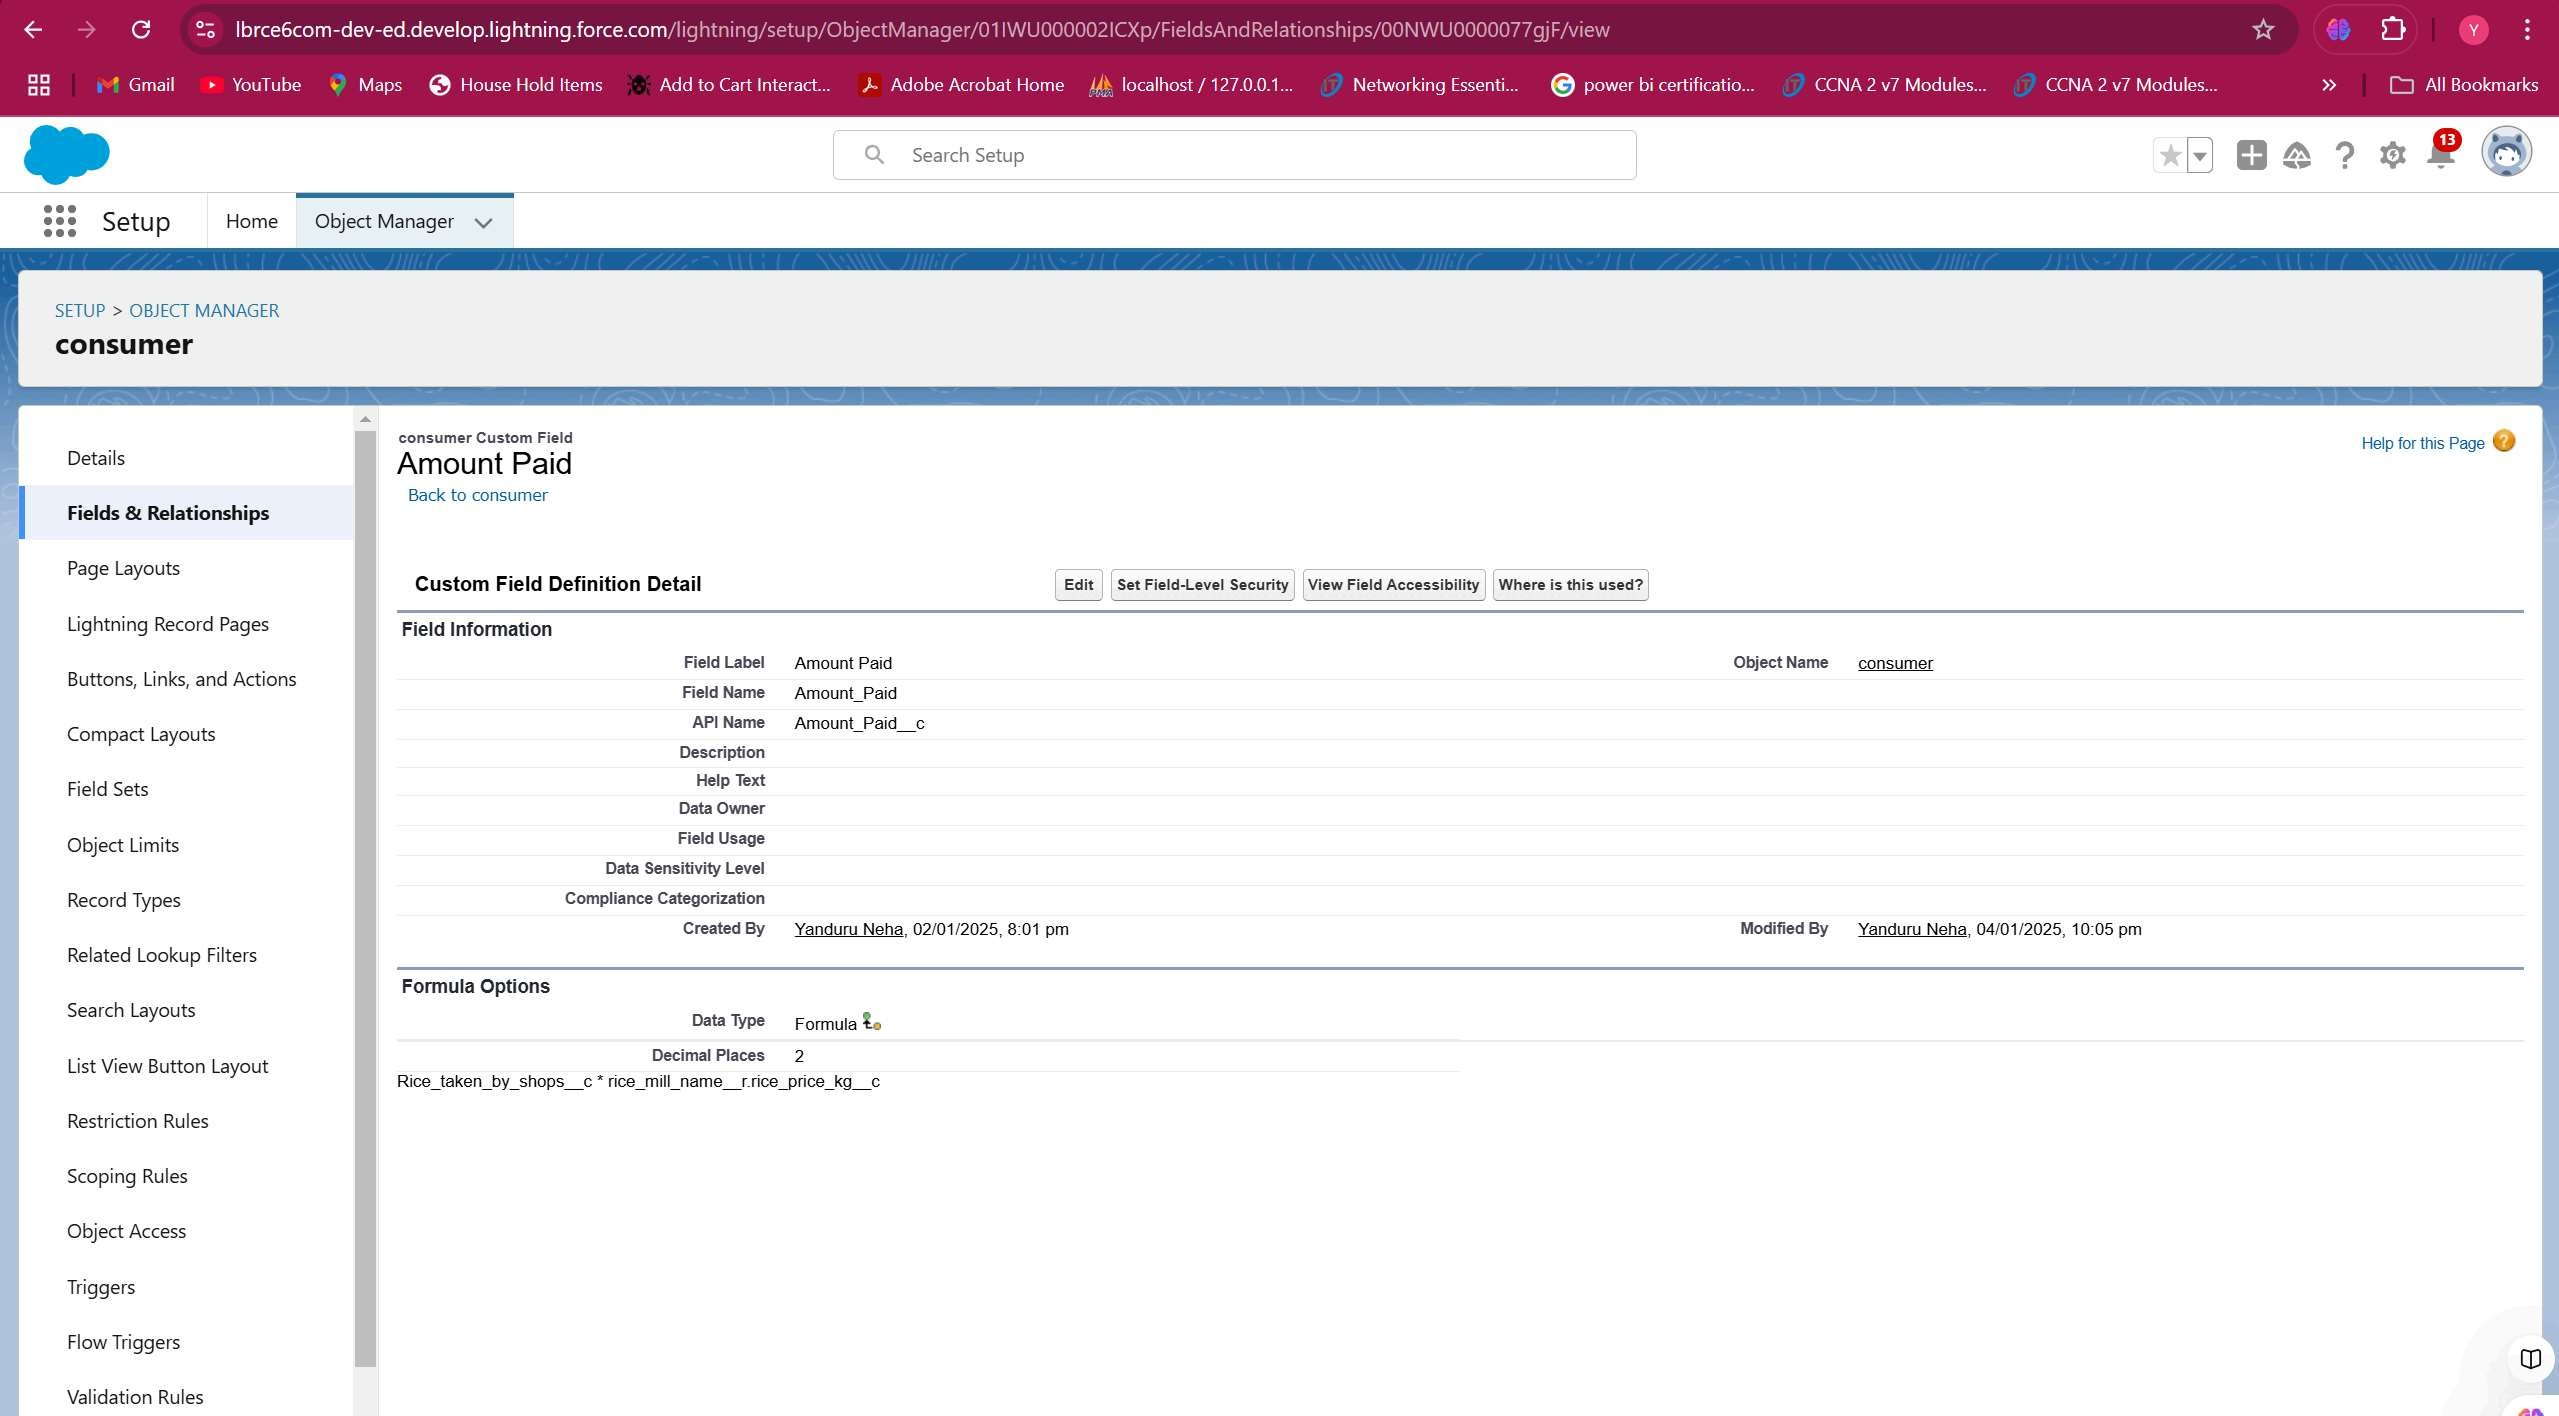 lbrce6com-dev-ed.develop.lightning.force.com/lightning/setup/ObjectManager/01IWU000002ICXp/FieldsAndRelationships/00NWU0000077gjF/view
Y
Gmail
YouTube
Maps
House Hold Items
Add to Cart Interact...
Adobe Acrobat Home
localhost / 127.0.0.1...
Networking Essenti...
power bi certificatio...
CCNA 2 v7 Modules...
CCNA 2 v7 Modules...
All Bookmarks
Search Setup
13
Setup
Home
Object Manager
SETUP > OBJECT MANAGER
consumer
Details
Fields & Relationships
Page Layouts
Lightning Record Pages
Buttons, Links, and Actions
Compact Layouts
Field Sets
Object Limits
Record Types
Related Lookup Filters
Search Layouts
List View Button Layout
Restriction Rules
Scoping Rules
Object Access
Triggers
Flow Triggers
Validation Rules
consumer Custom Field
Amount Paid
Back to consumer
Help for this Page
Custom Field Definition Detail
Edit
Set Field-Level Security
View Field Accessibility
Where is this used?
Field Information
Field Label Amount Paid
Object Name consumer
Field Name Amount_Paid
API Name Amount_Paid__c
Description
Help Text
Data Owner
Field Usage
Data Sensitivity Level
Compliance Categorization
Created By Yanduru Neha, 02/01/2025, 8:01 pm
Modified By Yanduru Neha, 04/01/2025, 10:05 pm
Formula Options
Data Type Formula
Decimal Places 2
Rice_taken_by_shops__c * rice_mill_name__r.rice_price_kg__c